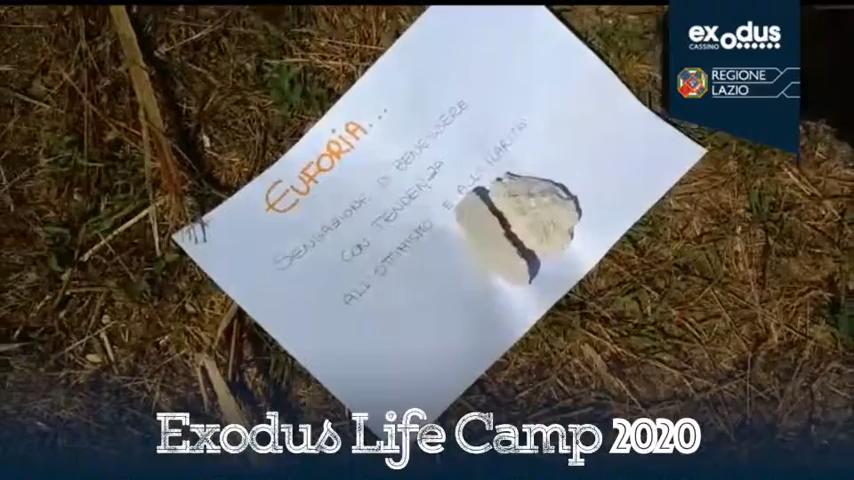 exodus
CASSINO
REGIONE
LAZIO
EUFORIA...
SENSAZIONE DI BENESSERE
CON TENDENZA
ALL'OTTIMISMO E ALL'ILARITÀ
Exodus Life Camp 2020